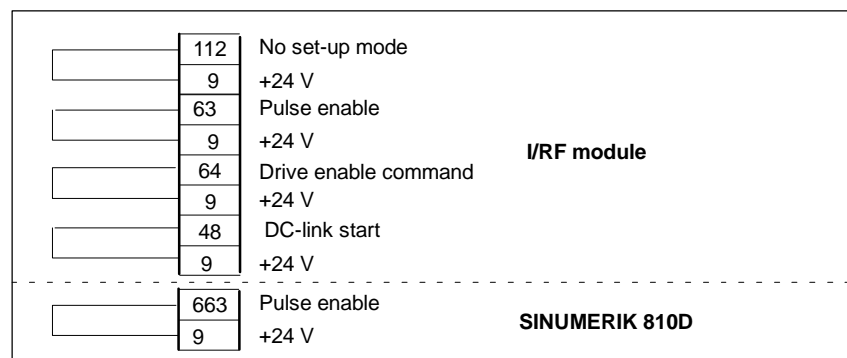 112 No set-up mode
9 +24 V
63 Pulse enable
9 +24 V
I/RF module
64 Drive enable command
9 +24 V
48 DC-link start
9 +24 V
663 Pulse enable
9 +24 V
SINUMERIK 810D